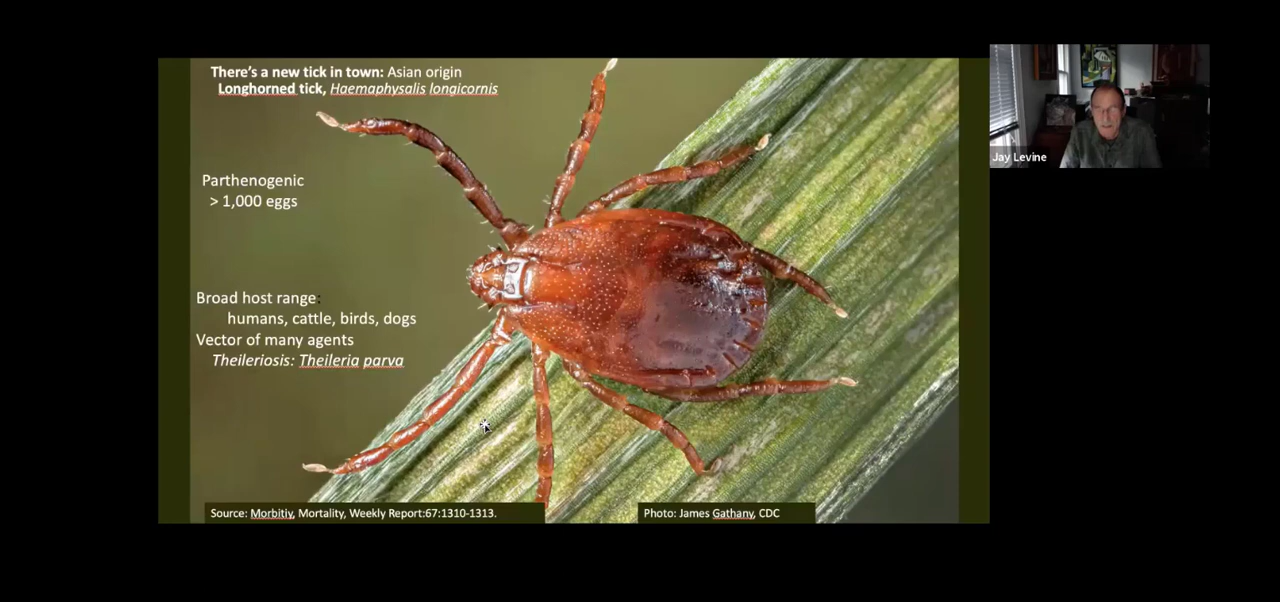 There's a new tick in town: Asian origin
Longhorned tick, Haemaphysalis longicornis
Parthenogenic
> 1,000 eggs
Broad host range:
humans, cattle, birds, dogs
Vector of many agents
Theileriosis: Theileria parva
Source: Morbitiy, Mortality, Weekly Report:67:1310-1313.
Photo: James Gathany, CDC
Jay Levine